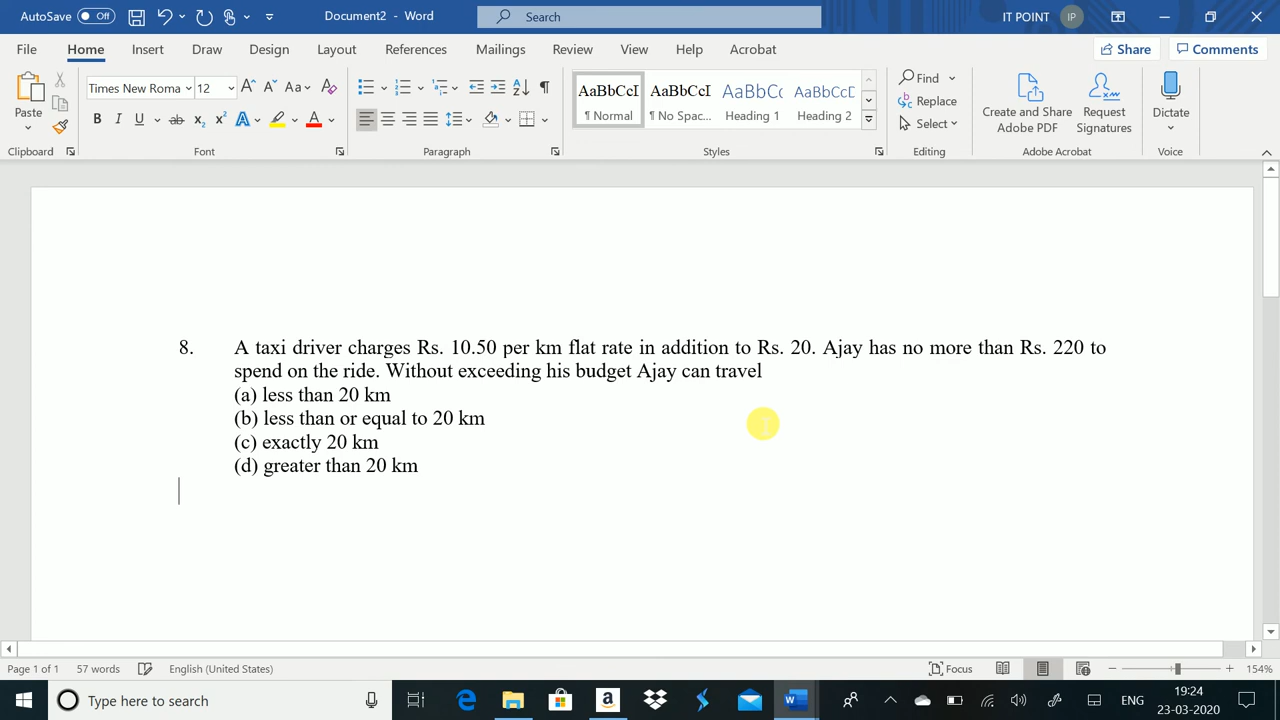 AutoSave Off Document2 - Word Search IT POINT IP
File Home Insert Draw Design Layout References Mailings Review View Help Acrobat Share Comments
Times New Roma 12 Aa AaBbCcI AaBbCcI AaBbCc AaBbCcI Find
Paste Replace
B I U ab x₂ x² A A ¶ Normal ¶ No Spac... Heading 1 Heading 2 Select Create and Share Adobe PDF Request Signatures Dictate
Clipboard Font Paragraph Styles Editing Adobe Acrobat Voice
8. A taxi driver charges Rs. 10.50 per km flat rate in addition to Rs. 20. Ajay has no more than Rs. 220 to
spend on the ride. Without exceeding his budget Ajay can travel
(a) less than 20 km
(b) less than or equal to 20 km
(c) exactly 20 km
(d) greater than 20 km
Page 1 of 1 57 words English (United States) Focus 154%
Type here to search ENG 19:24
23-03-2020